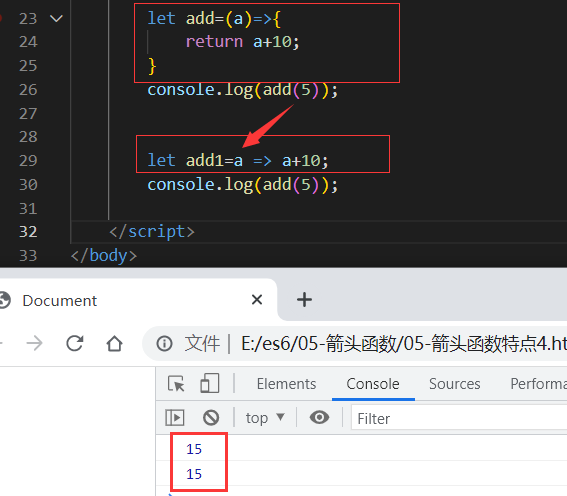 23 let add=(a)=>{
24 return a+10;
25 }
26 console.log(add(5));
27
28
29 let add1=a => a+10;
30 console.log(add(5));
31
32 </script>
33 </body>
Document
文件 E:/es6/05-箭头函数/05-箭头函数特点4.ht
Elements Console Sources Performa
top Filter
15
15